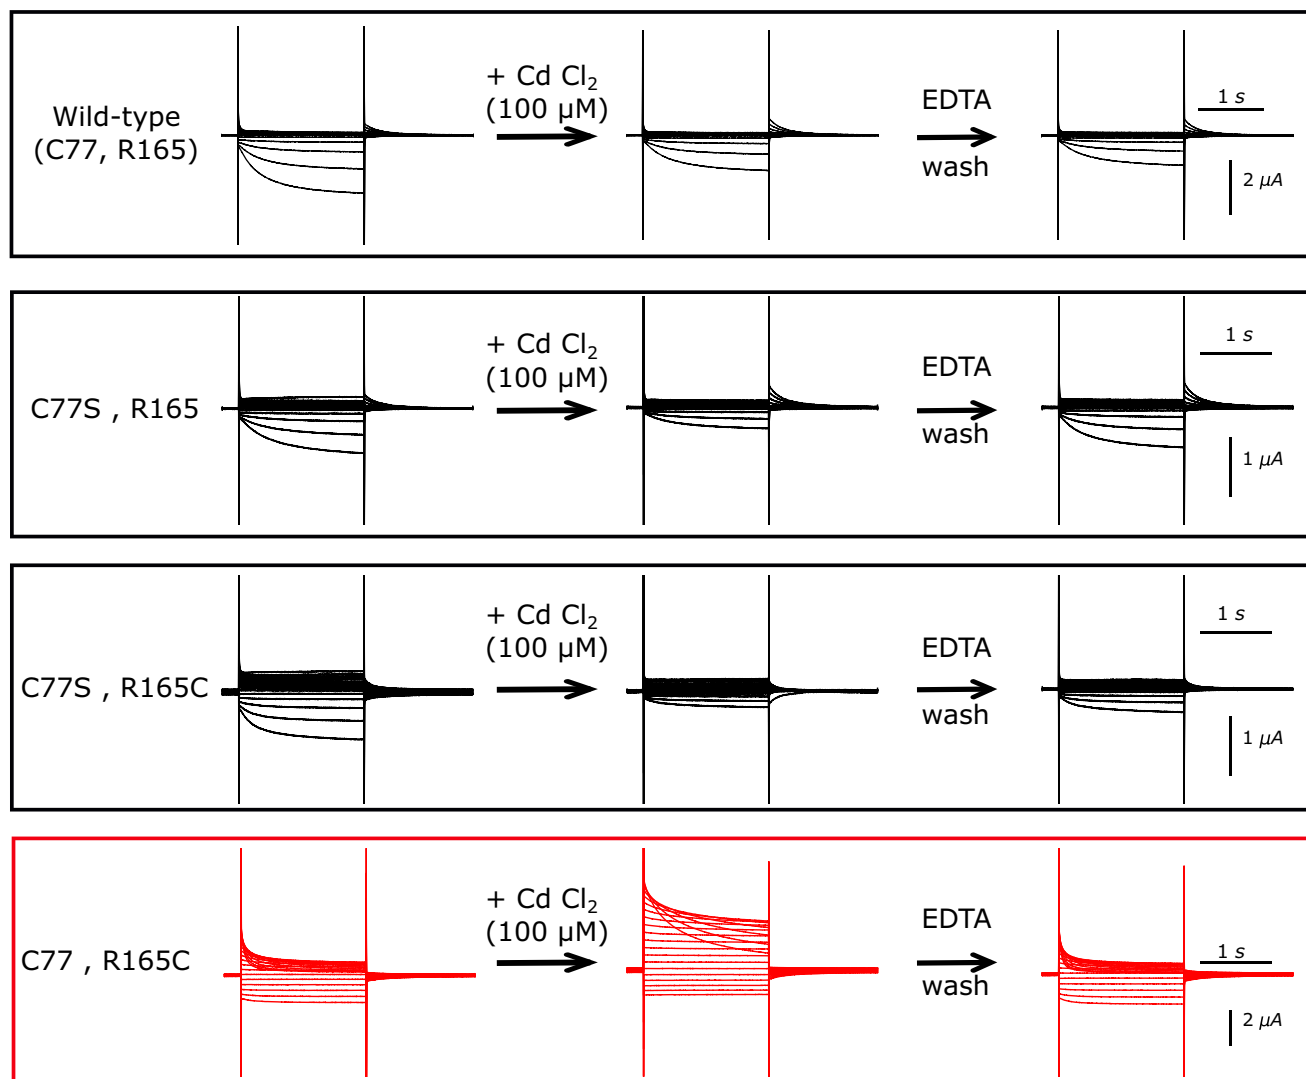 Wild-type
(C77, R165)
+ Cd Cl₂
(100 µM)
EDTA
wash
1 s
2 µA
C77S , R165
+ Cd Cl₂
(100 µM)
EDTA
wash
1 s
1 µA
C77S , R165C
+ Cd Cl₂
(100 µM)
EDTA
wash
1 s
1 µA
C77 , R165C
+ Cd Cl₂
(100 µM)
EDTA
wash
1 s
2 µA